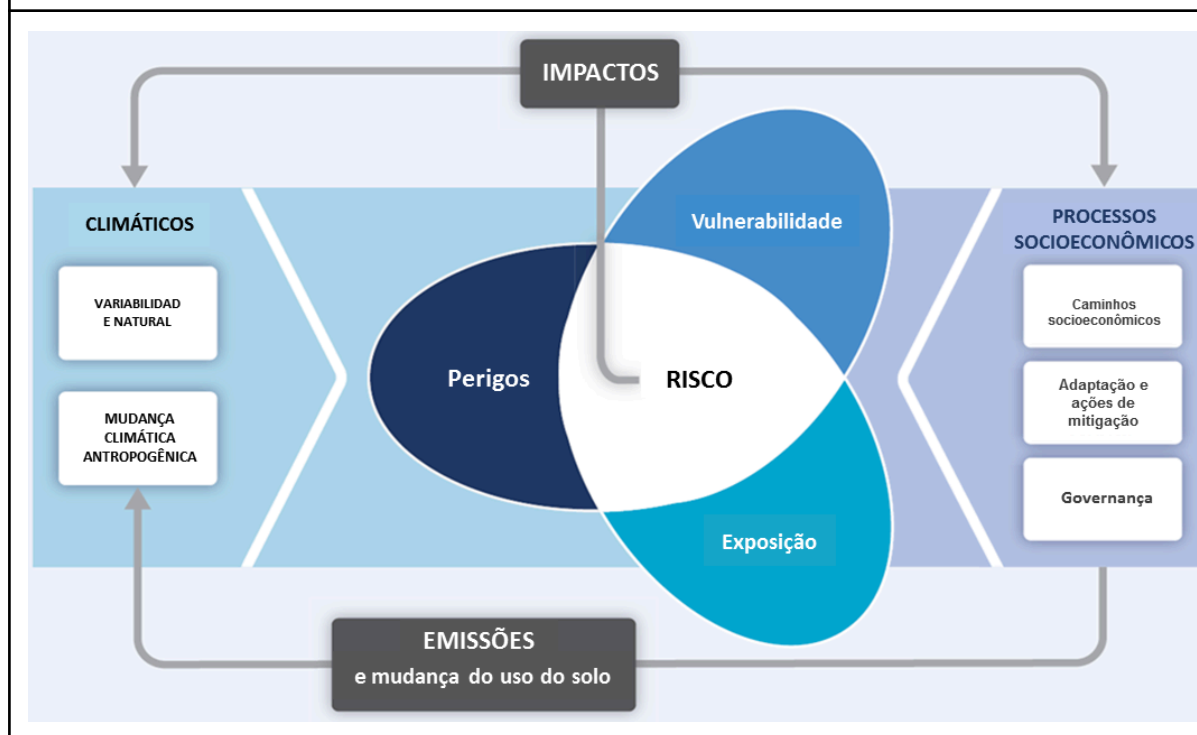 IMPACTOS
CLIMÁTICOS
VARIABILIDAD
E NATURAL
MUDANÇA
CLIMÁTICA
ANTROPOGÊNICA
Perigos
Vulnerabilidade
RISCO
Exposição
PROCESSOS
SOCIOECONÔMICOS
Caminhos
socioeconômicos
Adaptação e
ações de
mitigação
Governança
EMISSÕES
e mudança do uso do solo